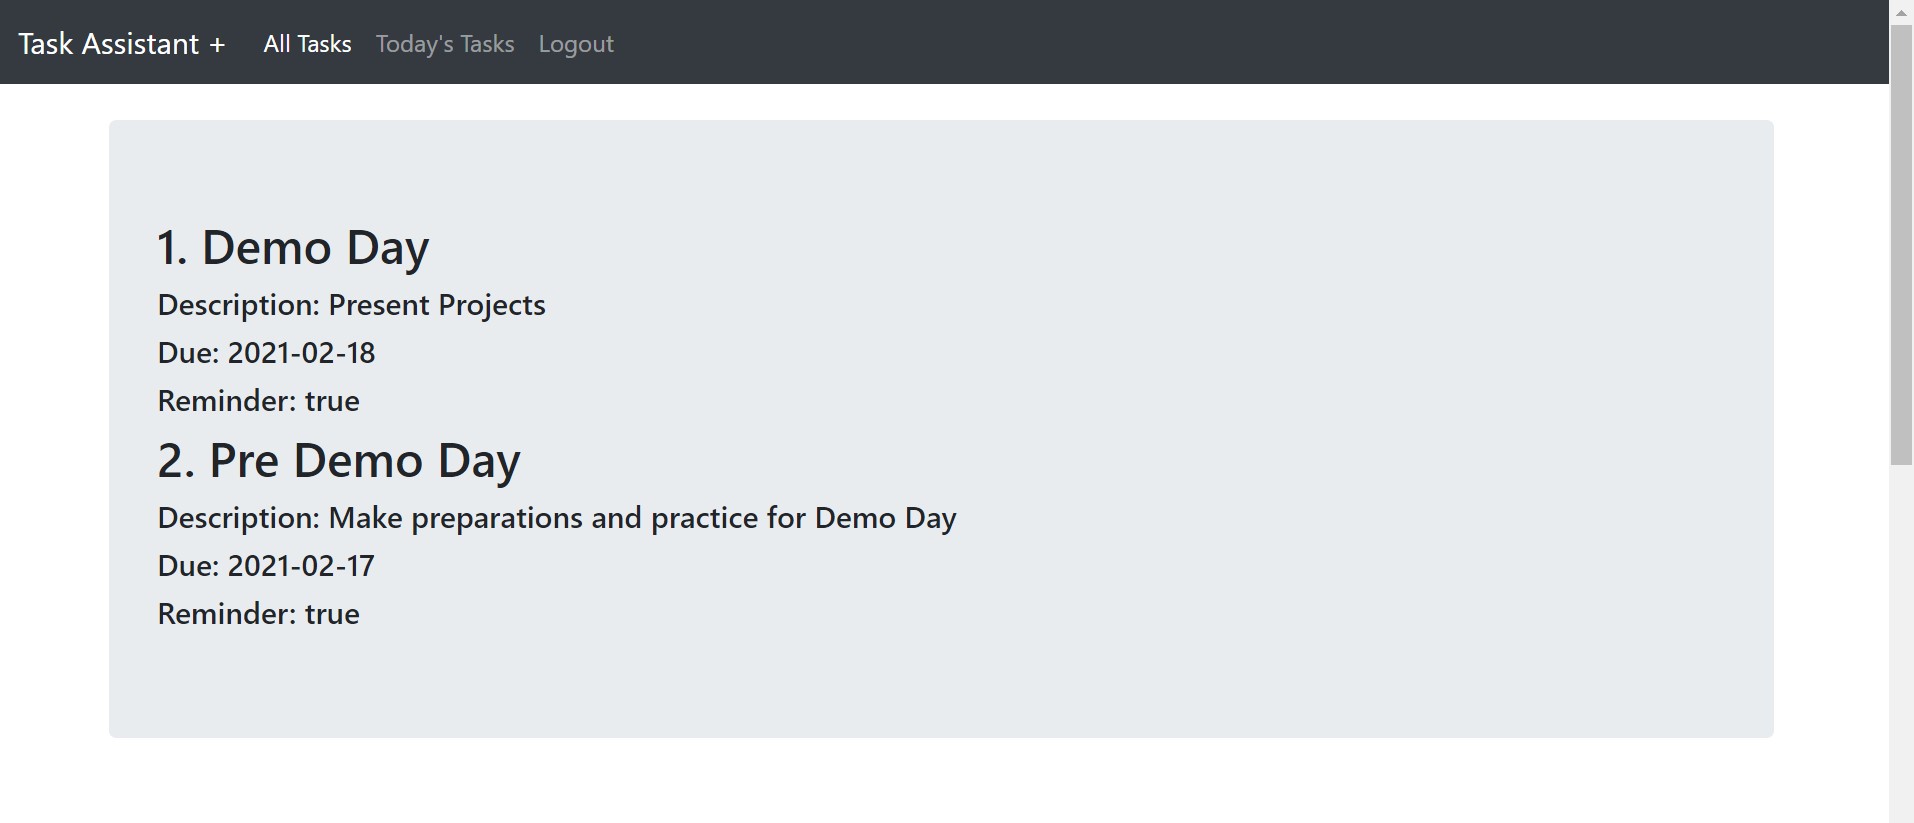 Task Assistant + All Tasks Today's Tasks Logout
1. Demo Day
Description: Present Projects
Due: 2021-02-18
Reminder: true
2. Pre Demo Day
Description: Make preparations and practice for Demo Day
Due: 2021-02-17
Reminder: true